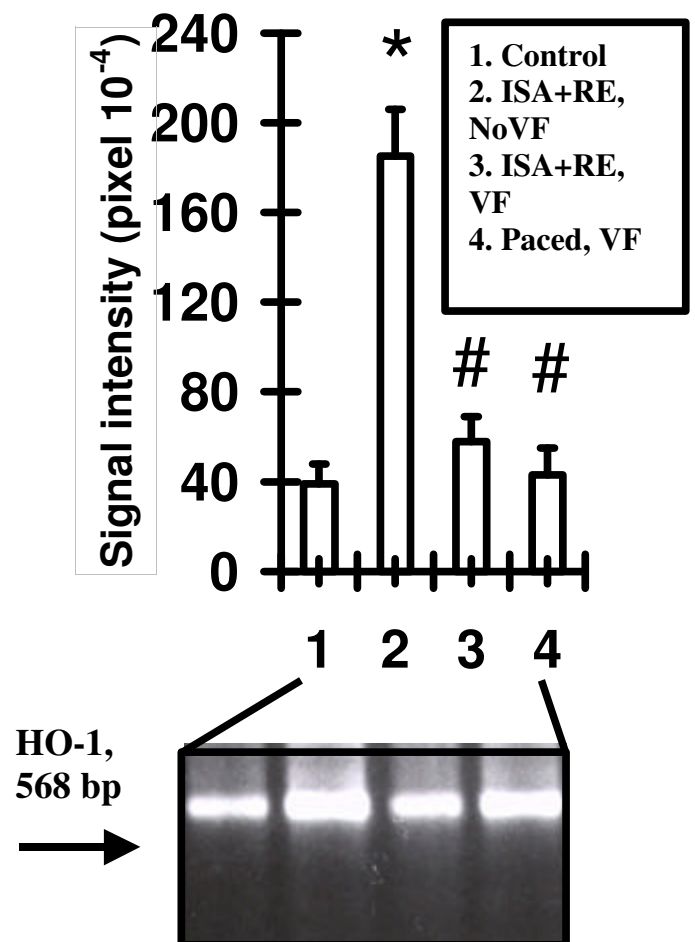 Signal intensity (pixel 10⁻⁴)
240
200
160
120
80
40
0
*
#
#
1. Control
2. ISA+RE,
NoVF
3. ISA+RE,
VF
4. Paced, VF
1 2 3 4
HO-1,
568 bp